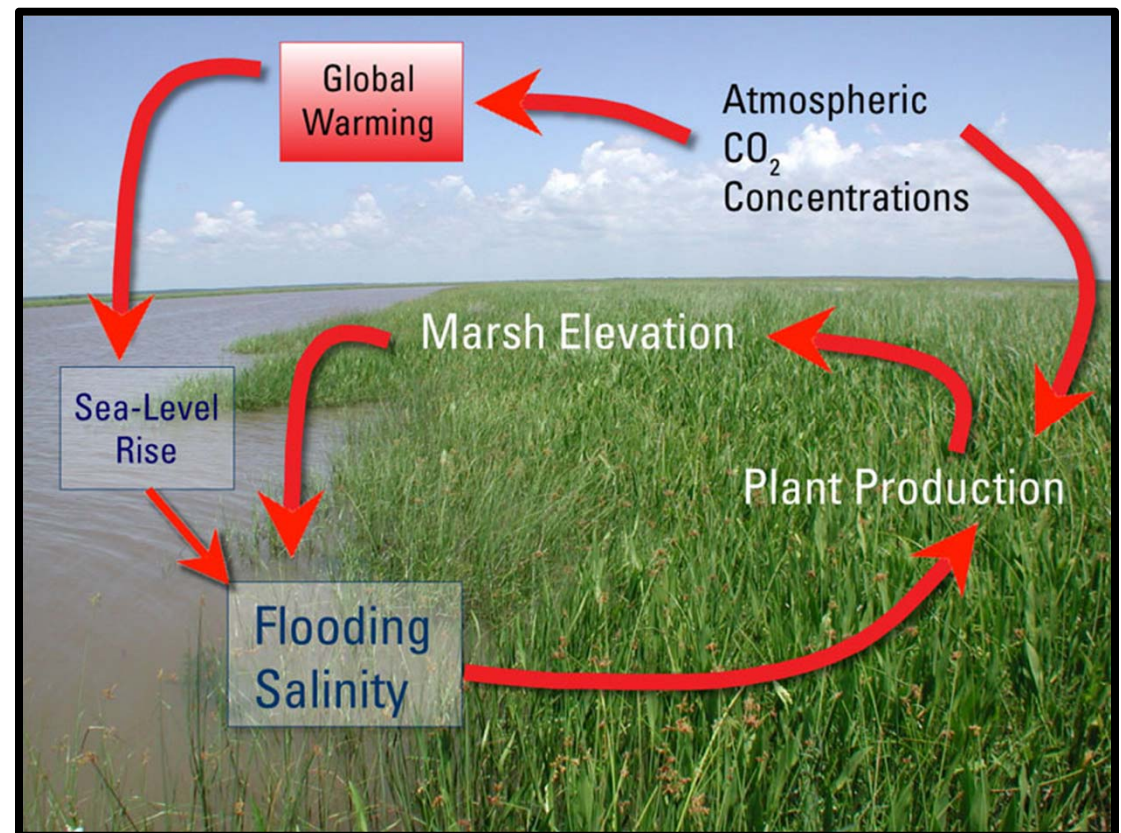 Global
Warming
Atmospheric
CO₂
Concentrations
Marsh Elevation
Sea-Level
Rise
Plant Production
Flooding
Salinity